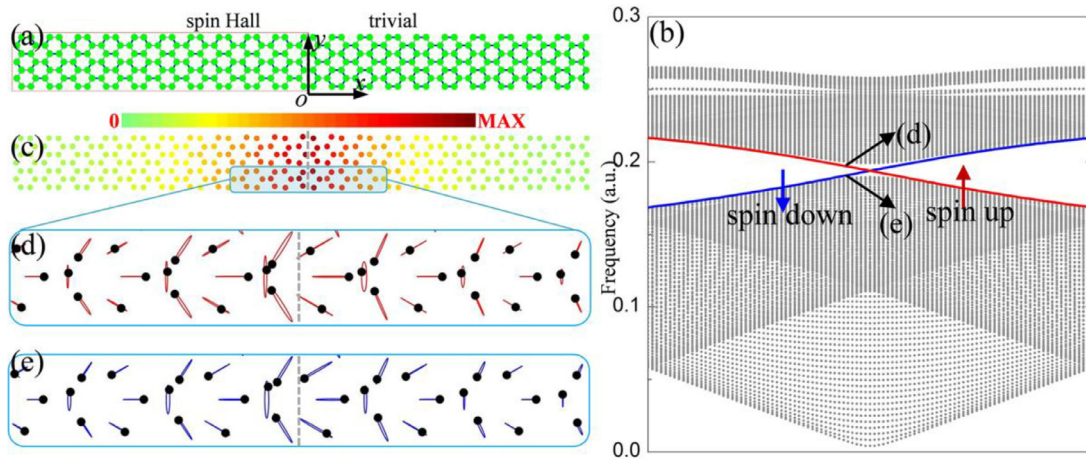 spin Hall
trivial
(a)
y
x
o
0
MAX
(c)
(d)
(e)
(b)
0.3
0.2
0.1
0.0
Frequency (a.u.)
(d)
(e)
spin down
spin up